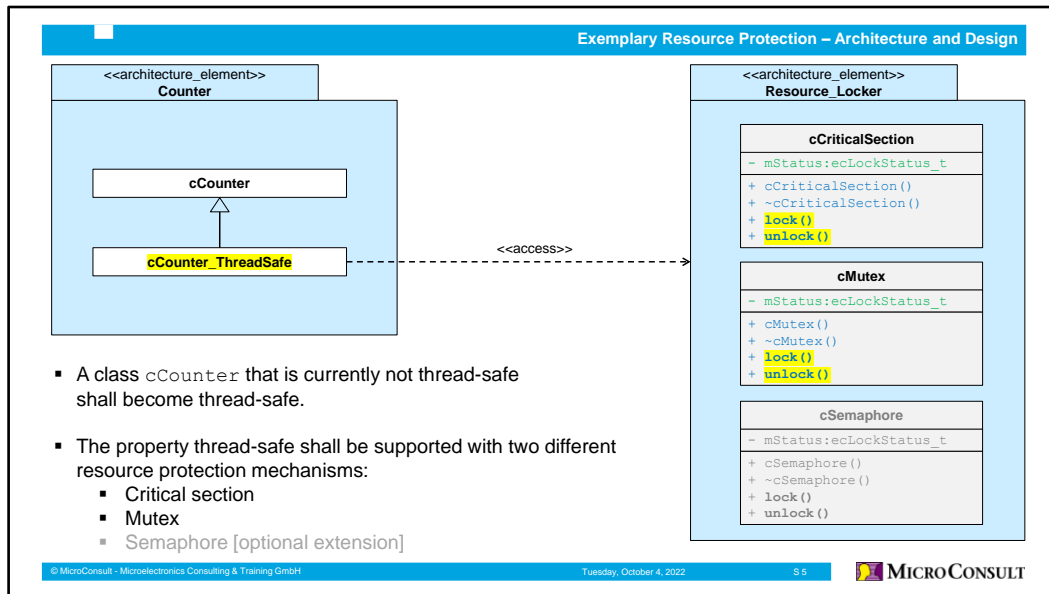 Exemplary Resource Protection – Architecture and Design
<<architecture_element>>
Counter
cCounter
cCounter_ThreadSafe
<<access>>
<<architecture_element>>
Resource_Locker
cCriticalSection
- mStatus:ecLockStatus_t
+ cCriticalSection()
+ ~cCriticalSection()
+ lock()
+ unlock()
cMutex
- mStatus:ecLockStatus_t
+ cMutex()
+ ~cMutex()
+ lock()
+ unlock()
cSemaphore
- mStatus:ecLockStatus_t
+ cSemaphore()
+ ~cSemaphore()
+ lock()
+ unlock()
▪ A class cCounter that is currently not thread-safe
shall become thread-safe.
▪ The property thread-safe shall be supported with two different
resource protection mechanisms:
▪ Critical section
▪ Mutex
▪ Semaphore [optional extension]
© MicroConsult - Microelectronics Consulting & Training GmbH
Tuesday, October 4, 2022
S 5
MICROCONSULT